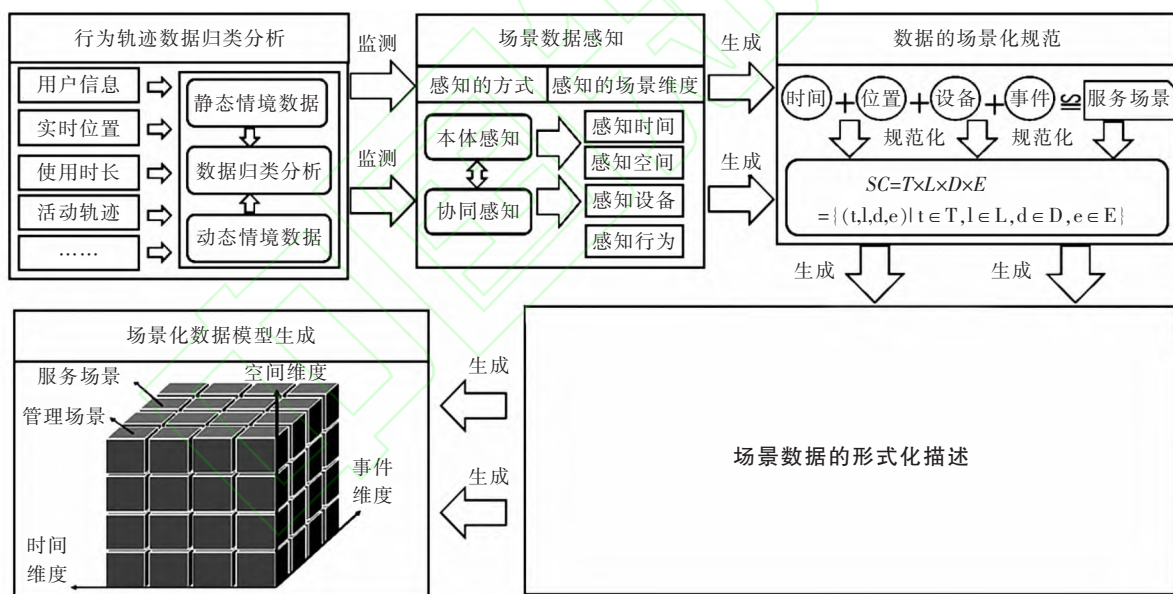 行为轨迹数据归类分析
用户信息
实时位置
使用时长
活动轨迹
……
静态情境数据
数据归类分析
动态情境数据
监测
监测
场景数据感知
感知的方式
感知的场景维度
本体感知
协同感知
感知时间
感知空间
感知设备
感知行为
生成
生成
数据的场景化规范
时间+位置+设备+事件≌服务场景
规范化
规范化
SC=T×L×D×E
={(t,l,d,e)| t∈T,l∈L,d∈D,e∈E}
生成
生成
场景数据的形式化描述
生成
生成
场景化数据模型生成
服务场景
管理场景
空间维度
事件
维度
时间
维度